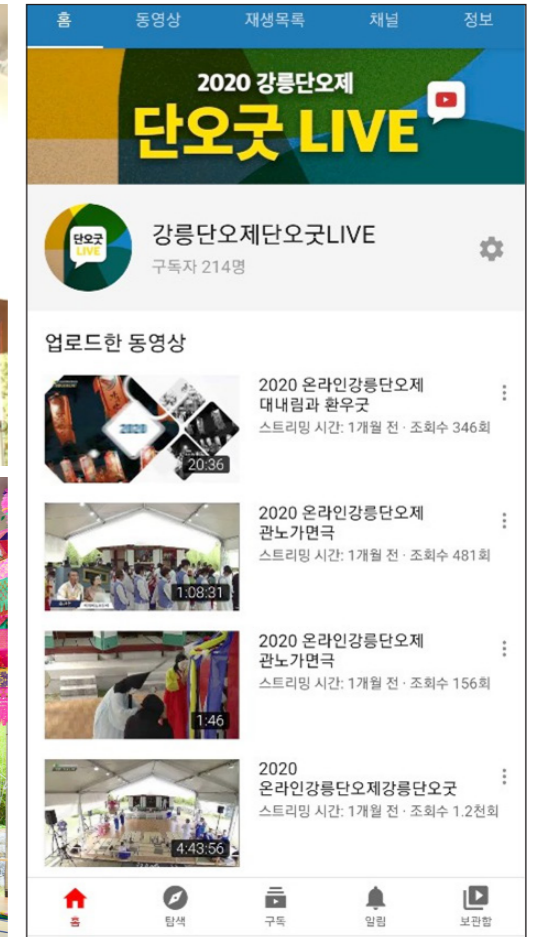 홈 동영상 재생목록 채널 정보
2020 강릉단오제
단오굿 LIVE
단오굿
LIVE
강릉단오제단오굿LIVE
구독자 214명
업로드한 동영상
2020 온라인강릉단오제
대내림과 환우굿
스트리밍 시간: 1개월 전 · 조회수 346회
2020
20:36
2020 온라인강릉단오제
관노가면극
스트리밍 시간: 1개월 전 · 조회수 481회
1:08:31
2020 온라인강릉단오제
관노가면극
스트리밍 시간: 1개월 전 · 조회수 156회
1:46
2020
온라인강릉단오제강릉단오굿
스트리밍 시간: 1개월 전 · 조회수 1.2천회
4:43:56
홈 탐색 구독 알림 보관함